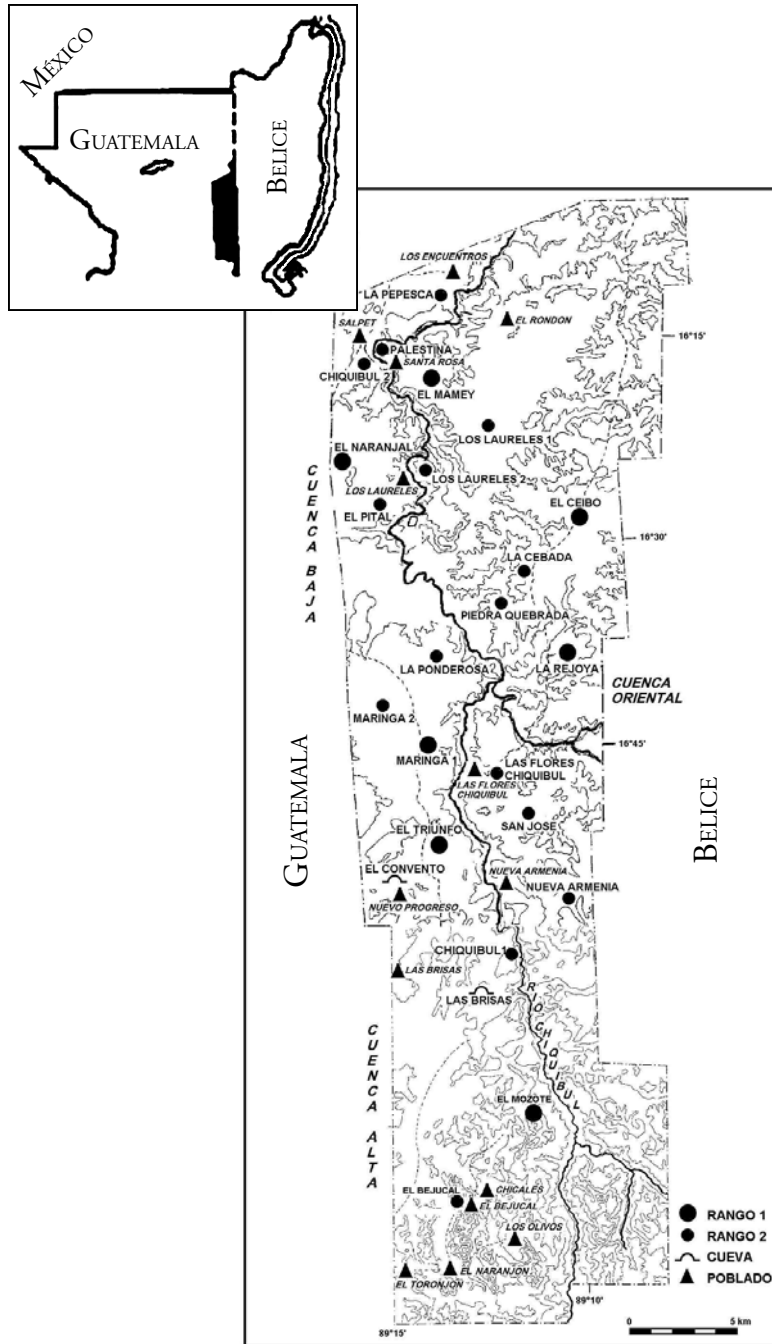 MÉXICO
GUATEMALA
BELICE
LOS ENCUENTROS
LA PEPESCA
EL RONDON
SALPET
16°15'
PALESTINA
SANTA ROSA
CHIQUIBUL 2
EL MAMEY
LOS LAURELES 1
EL NARANJAL
LOS LAURELES 2
LOS LAURELES
EL CEIBO
EL PITAL
16°30'
CUENCA BAJA
LA CEBADA
PIEDRA QUEBRADA
LA PONDEROSA
LA REJOYA
CUENCA
ORIENTAL
MARINGA 2
16°45'
MARINGA 1
LAS FLORES
CHIQUIBUL
LAS FLORES
CHIQUIBUL
SAN JOSE
EL TRIUNFO
GUATEMALA
BELICE
EL CONVENTO
NUEVA ARMENIA
NUEVA ARMENIA
NUEVO PROGRESO
CHIQUIBUL 1
LAS BRISAS
LAS BRISAS
RIO CHIQUIBUL
CUENCA ALTA
EL MOZOTE
CHICALES
EL BEJUCAL
EL BEJUCAL
LOS OLIVOS
EL NARANJON
EL TORONJON
RANGO 1
RANGO 2
CUEVA
POBLADO
89°10'
89°15'
0 5 km